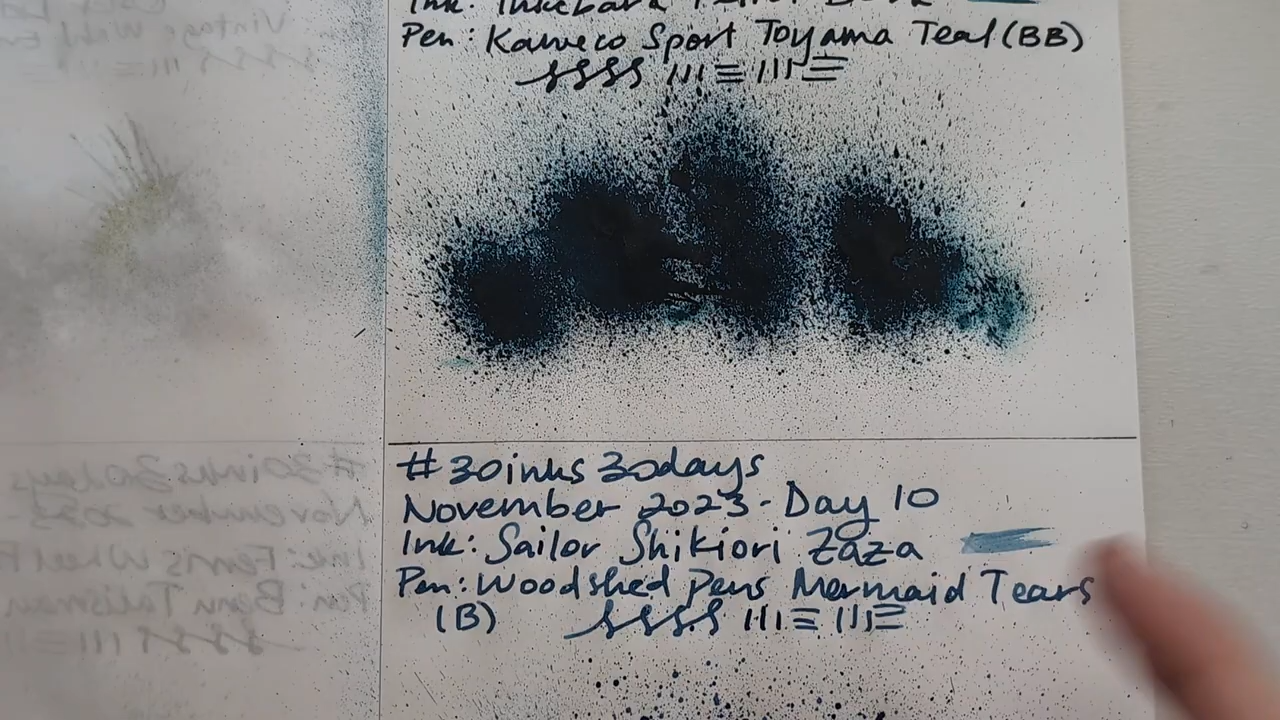 Ink:
Pen: Kaweco Sport Toyama Teal (BB)
#30inks30days
November 2023 - Day 10
Ink: Sailor Shikiori Zaza
Pen: Woodshed Pens Mermaid Tears
(B)